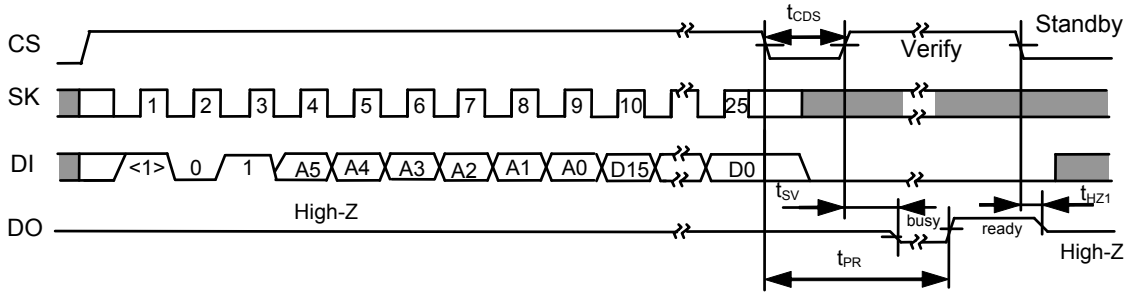 tCDS
Standby
CS
Verify
SK
1 2 3 4 5 6 7 8 9 10 25
DI
<1> 0 1 A5 A4 A3 A2 A1 A0 D15 D0
tSV
tHZ1
High-Z
busy
ready
DO
High-Z
tPR